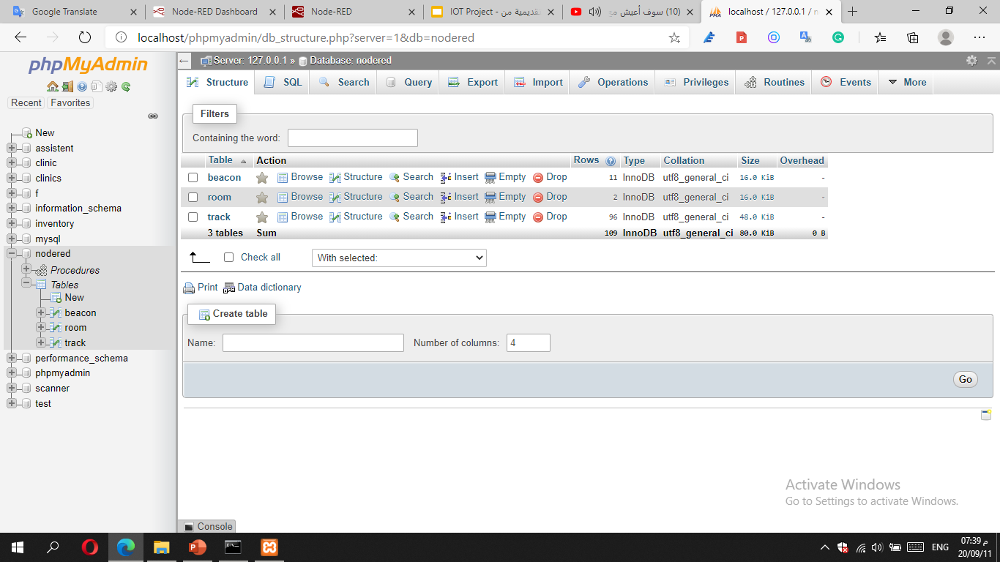 Google Translate
Node-RED Dashboard
Node-RED
IOT Project - تقديمية من
(10) سوف أعيش مع
localhost / 127.0.0.1 / n
localhost/phpmyadmin/db_structure.php?server=1&db=nodered
phpMyAdmin
Recent Favorites
New
assistent
clinic
clinics
f
information_schema
inventory
mysql
nodered
Procedures
Tables
New
beacon
room
track
performance_schema
phpmyadmin
scanner
test
Server: 127.0.0.1 » Database: nodered
Structure SQL Search Query Export Import Operations Privileges Routines Events More
Filters
Containing the word:
Table Action Rows Type Collation Size Overhead
beacon Browse Structure Search Insert Empty Drop 11 InnoDB utf8_general_ci 16.0 KiB -
room Browse Structure Search Insert Empty Drop 2 InnoDB utf8_general_ci 16.0 KiB -
track Browse Structure Search Insert Empty Drop 96 InnoDB utf8_general_ci 48.0 KiB -
3 tables Sum 109 InnoDB utf8_general_ci 80.0 KiB 0 B
Check all With selected:
Print Data dictionary
Create table
Name: Number of columns: 4
Go
Activate Windows
Go to Settings to activate Windows.
Console
ENG
07:39 م
20/09/11